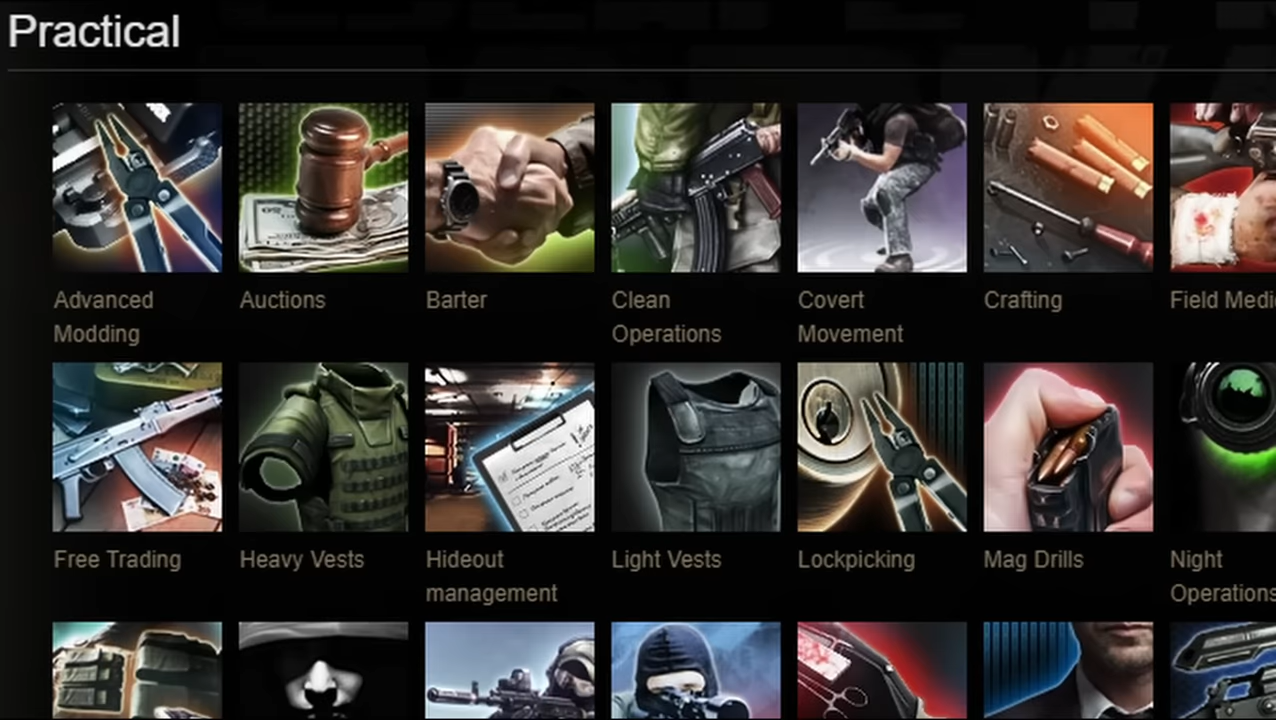 Practical
Advanced
Modding
Auctions
Barter
Clean
Operations
Covert
Movement
Crafting
Field Medi
Free Trading
Heavy Vests
Hideout
management
Light Vests
Lockpicking
Mag Drills
Night
Operations